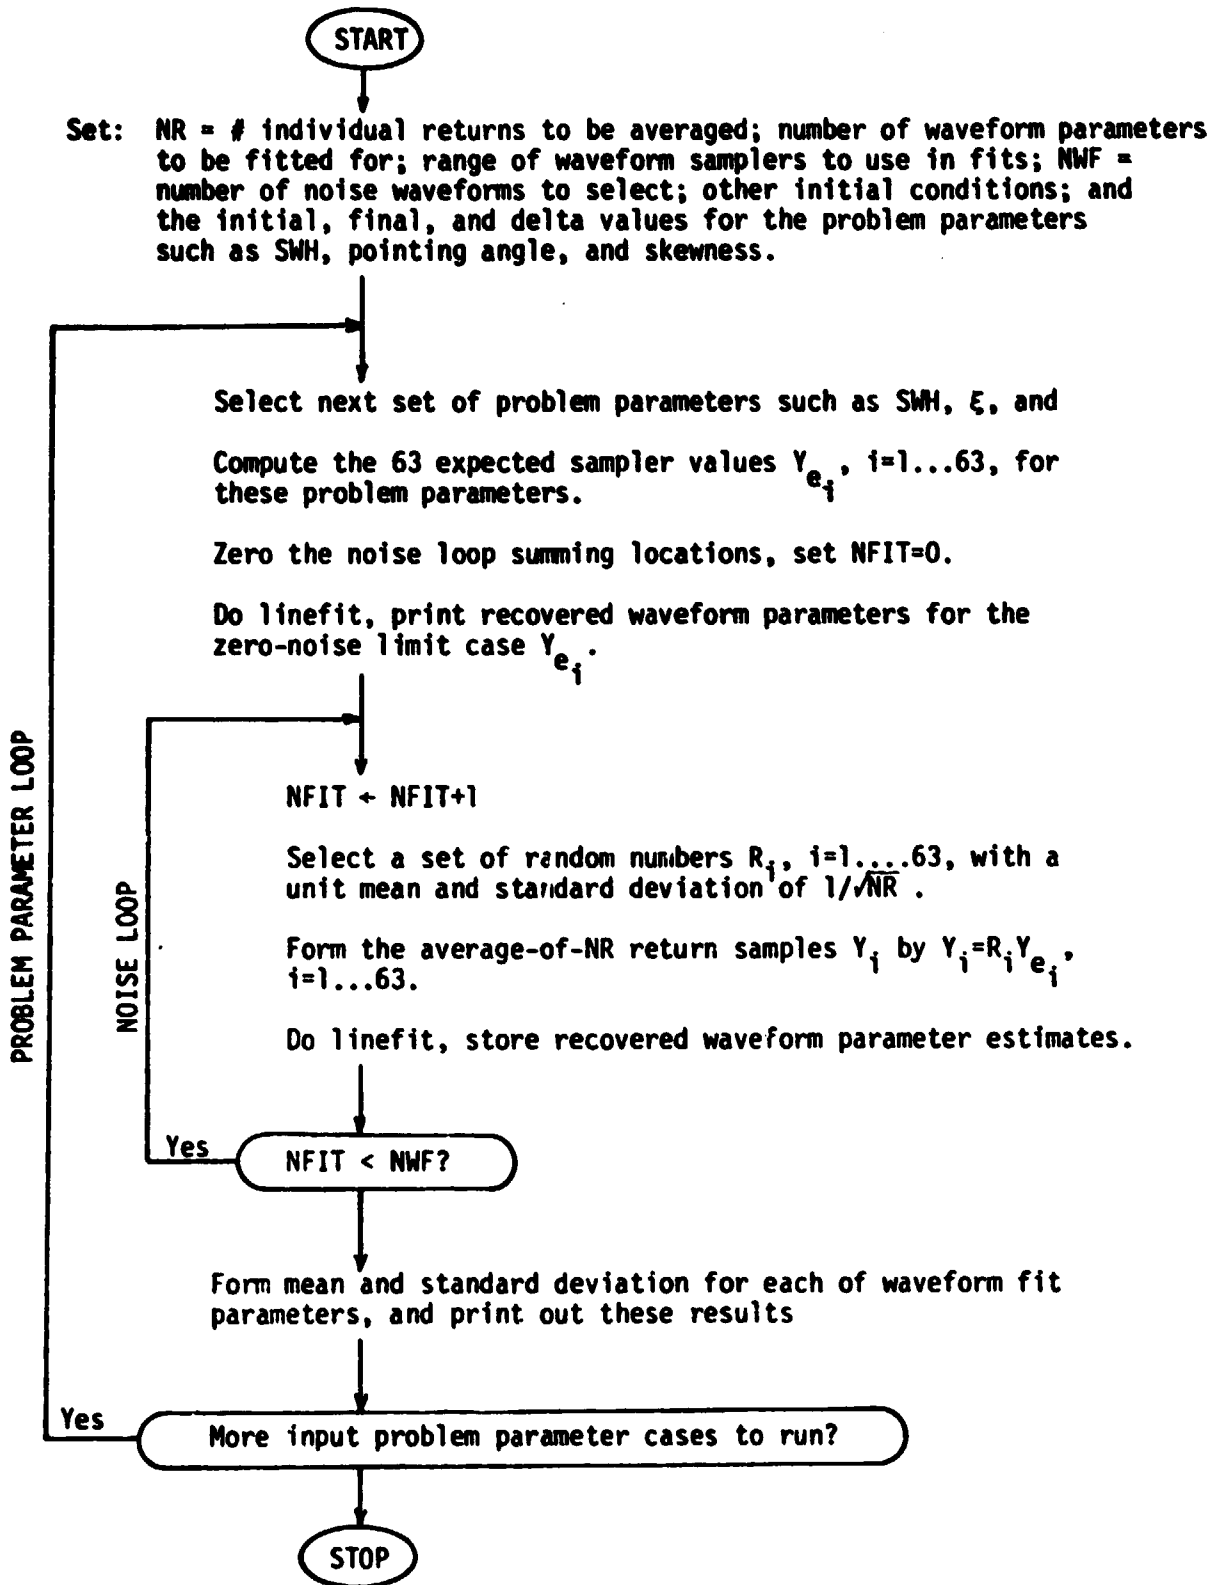 START
Set: NR = # individual returns to be averaged; number of waveform parameters
to be fitted for; range of waveform samplers to use in fits; NWF =
number of noise waveforms to select; other initial conditions; and
the initial, final, and delta values for the problem parameters
such as SWH, pointing angle, and skewness.
Select next set of problem parameters such as SWH, ξ, and
Compute the 63 expected sampler values Y_{e_i}, i=1...63, for
these problem parameters.
Zero the noise loop summing locations, set NFIT=0.
Do linefit, print recovered waveform parameters for the
zero-noise limit case Y_{e_i}.
NFIT ← NFIT+1
Select a set of random numbers R_i, i=1....63, with a
unit mean and standard deviation of 1/√NR .
Form the average-of-NR return samples Y_i by Y_i=R_iY_{e_i},
i=1...63.
Do linefit, store recovered waveform parameter estimates.
Yes
NFIT < NWF?
NOISE LOOP
PROBLEM PARAMETER LOOP
Form mean and standard deviation for each of waveform fit
parameters, and print out these results
Yes
More input problem parameter cases to run?
STOP